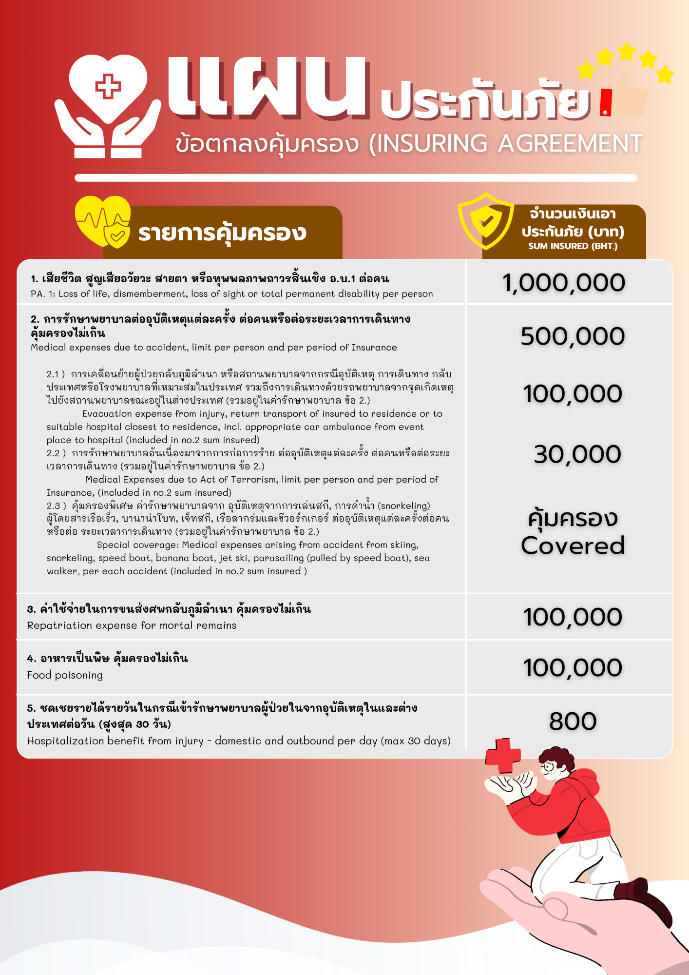 แผน ประกันภัย
ข้อตกลงคุ้มครอง (INSURING AGREEMENT
รายการคุ้มครอง
จำนวนเงินเอา
ประกันภัย (บาท)
SUM INSURED (BHT.)
1. เสียชีวิต สูญเสียอวัยวะ สายตา หรือทุพพลภาพถาวรสิ้นเชิง อ.บ.1 ต่อคน
PA. 1: Loss of life, dismemberment, loss of sight or total permanent disability per person
1,000,000
2. การรักษาพยาบาลต่ออุบัติเหตุแต่ละครั้ง ต่อคนหรือต่อระยะเวลาการเดินทาง
คุ้มครองไม่เกิน
Medical expenses due to accident, limit per person and per period of Insurance
500,000
2.1 ) การเคลื่อนย้ายผู้ป่วยกลับภูมิลำเนา หรือสถานพยาบาลจากกรณีอุบัติเหตุ การเดินทาง กลับ
ประเทศหรือโรงพยาบาลที่เหมาะสมในประเทศ รวมถึงการเดินทางด้วยรถพยาบาลจากจุดเกิดเหตุ
ไปยังสถานพยาบาลขณะอยู่ในต่างประเทศ (รวมอยู่ในค่ารักษาพยาบาล ข้อ 2.)
Evacuation expense from injury, return transport of insured to residence or to
suitable hospital closest to residence, incl. appropriate car ambulance from event
place to hospital (included in no.2 sum insured)
100,000
2.2 ) การรักษาพยาบาลอันเนื่องมาจากการก่อการร้าย ต่ออุบัติเหตุแต่ละครั้ง ต่อคนหรือต่อระยะ
เวลาการเดินทาง (รวมอยู่ในค่ารักษาพยาบาล ข้อ 2.)
Medical Expenses due to Act of Terrorism, limit per person and per period of
Insurance, (included in no.2 sum insured)
30,000
2.3 ) คุ้มครองพิเศษ ค่ารักษาพยาบาลจาก อุบัติเหตุจากการเล่นสกี, การดำน้ำ (snorkeling)
ผู้โดยสารเรือเร็ว, บานาน่าโบท, เจ็ทสกี, เรือลากร่มและซีวอร์กเกอร์ ต่ออุบัติเหตุแต่ละครั้งต่อคน
หรือต่อ ระยะเวลาการเดินทาง (รวมอยู่ในค่ารักษาพยาบาล ข้อ 2.)
Special coverage: Medical expenses arising from accident from skiing,
snorkeling, speed boat, banana boat, jet ski, parasailing (pulled by speed boat), sea
walker, per each accident (included in no.2 sum insured )
คุ้มครอง
Covered
3. ค่าใช้จ่ายในการขนส่งศพกลับภูมิลำเนา คุ้มครองไม่เกิน
Repatriation expense for mortal remains
100,000
4. อาหารเป็นพิษ คุ้มครองไม่เกิน
Food poisoning
100,000
5. ชดเชยรายได้รายวันในกรณีเข้ารักษาพยาบาลผู้ป่วยในจากอุบัติเหตุในและต่าง
ประเทศต่อวัน (สูงสุด 30 วัน)
Hospitalization benefit from injury - domestic and outbound per day (max 30 days)
800